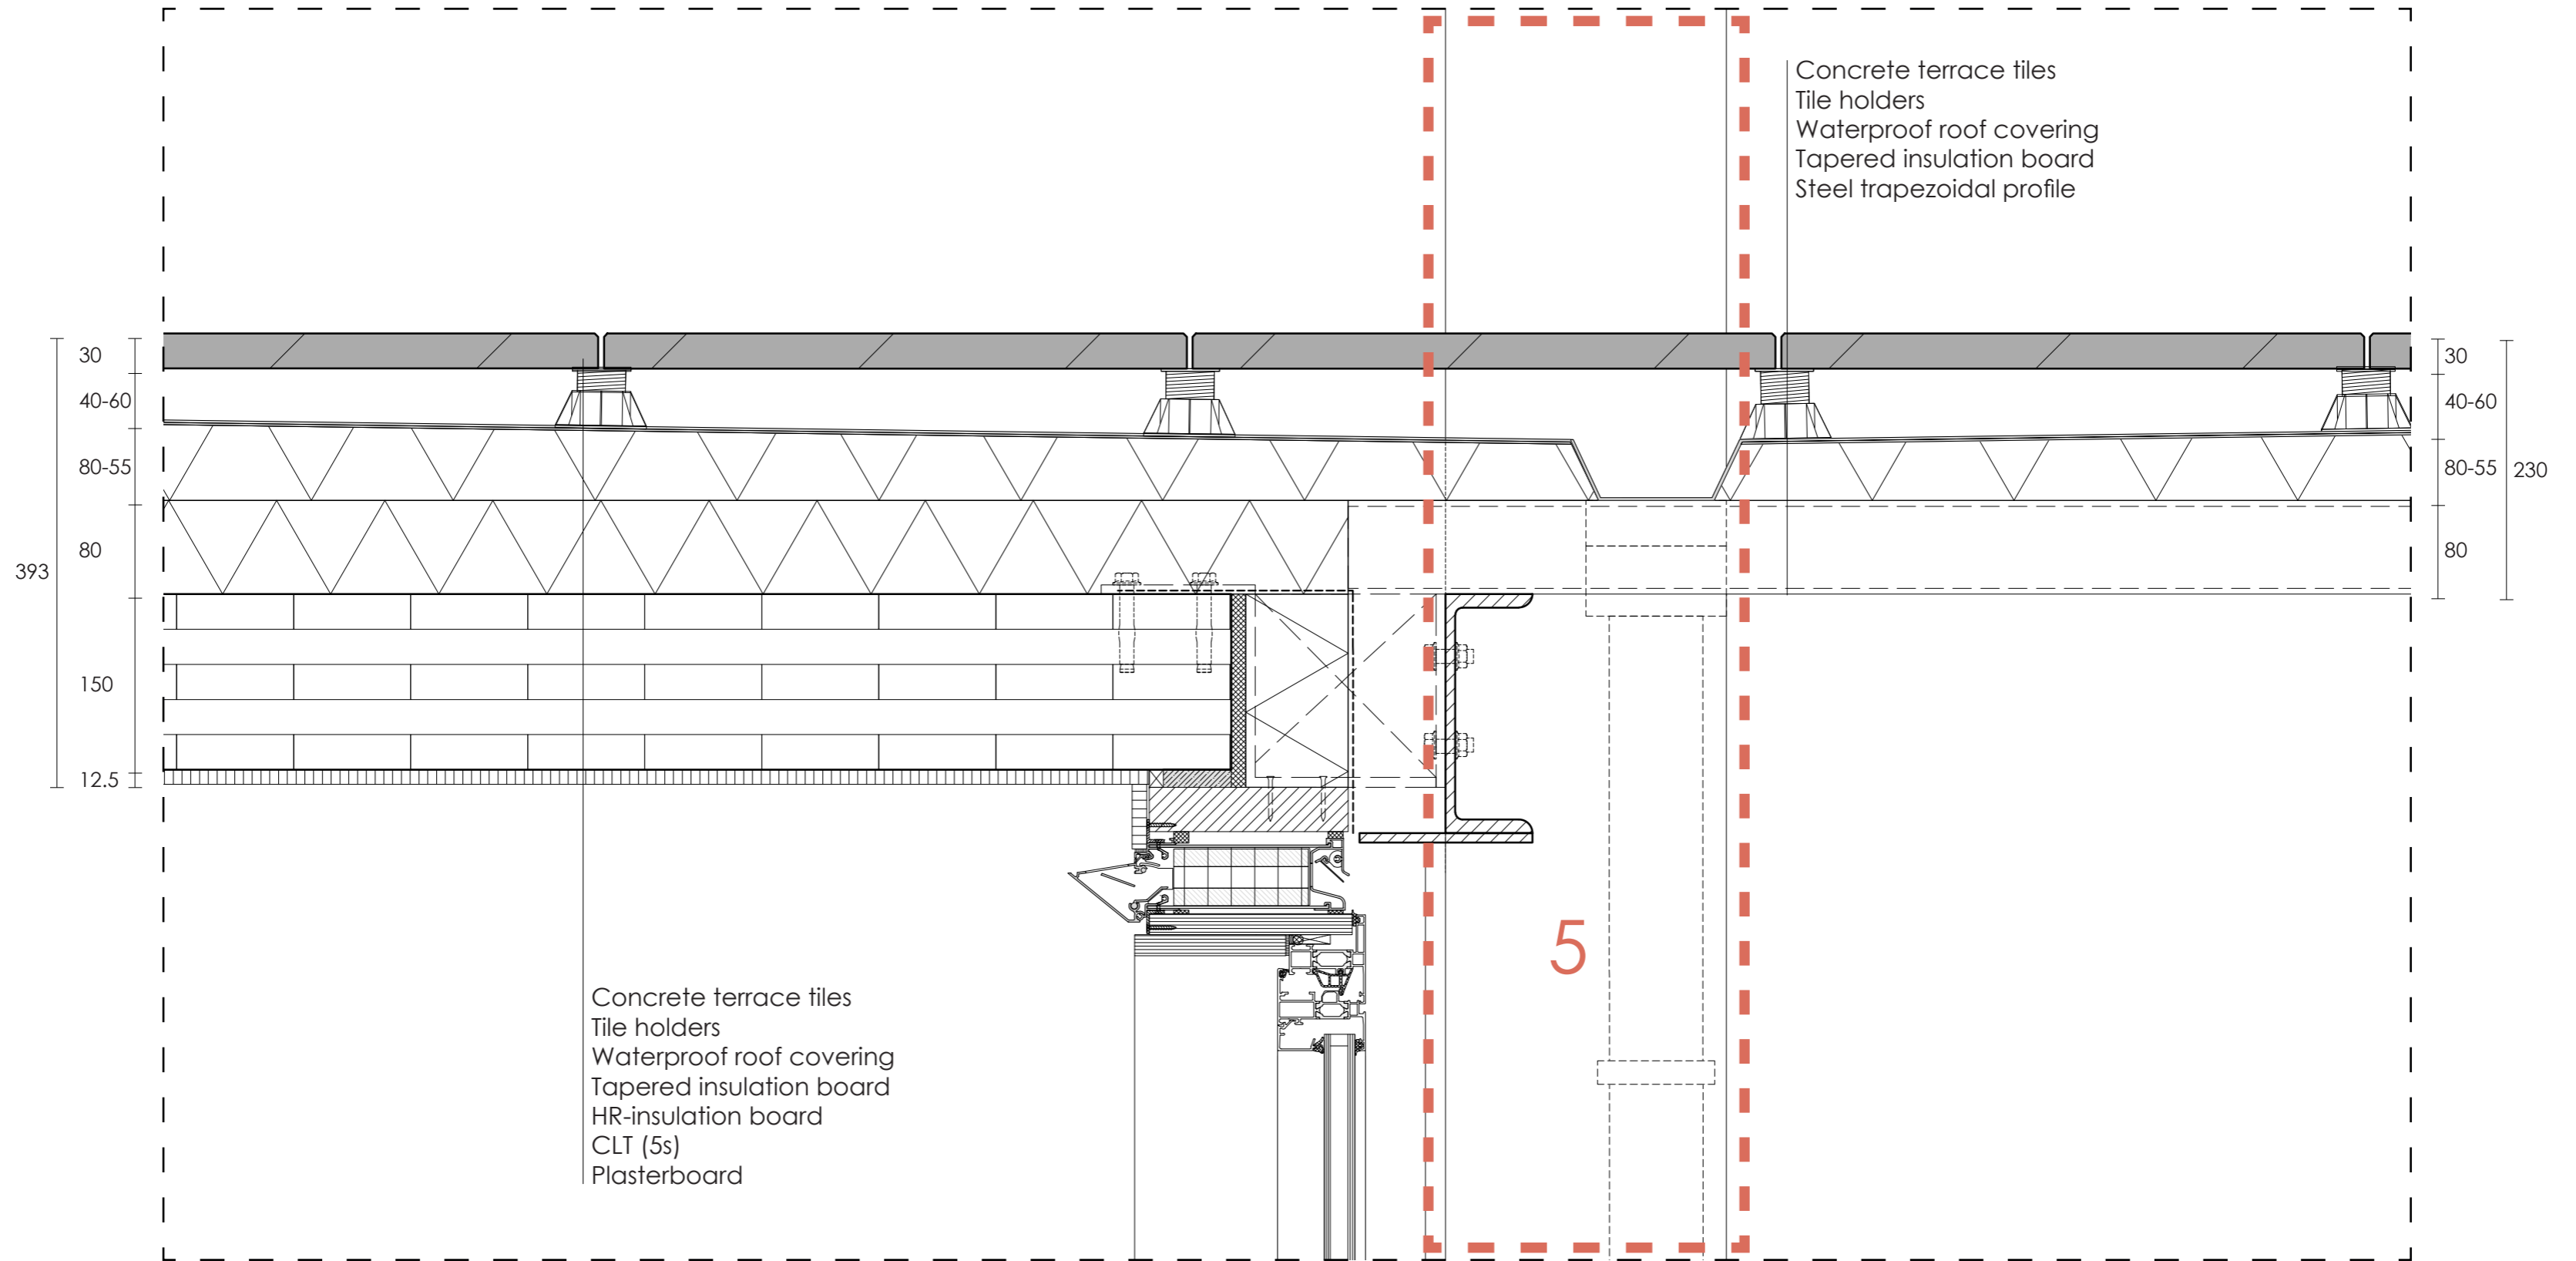 Concrete terrace tiles
Tile holders
Waterproof roof covering
Tapered insulation board
Steel trapezoidal profile
30
40-60
80-55
80
393
150
12.5
30
40-60
80-55
230
80
5
Concrete terrace tiles
Tile holders
Waterproof roof covering
Tapered insulation board
HR-insulation board
CLT (5s)
Plasterboard